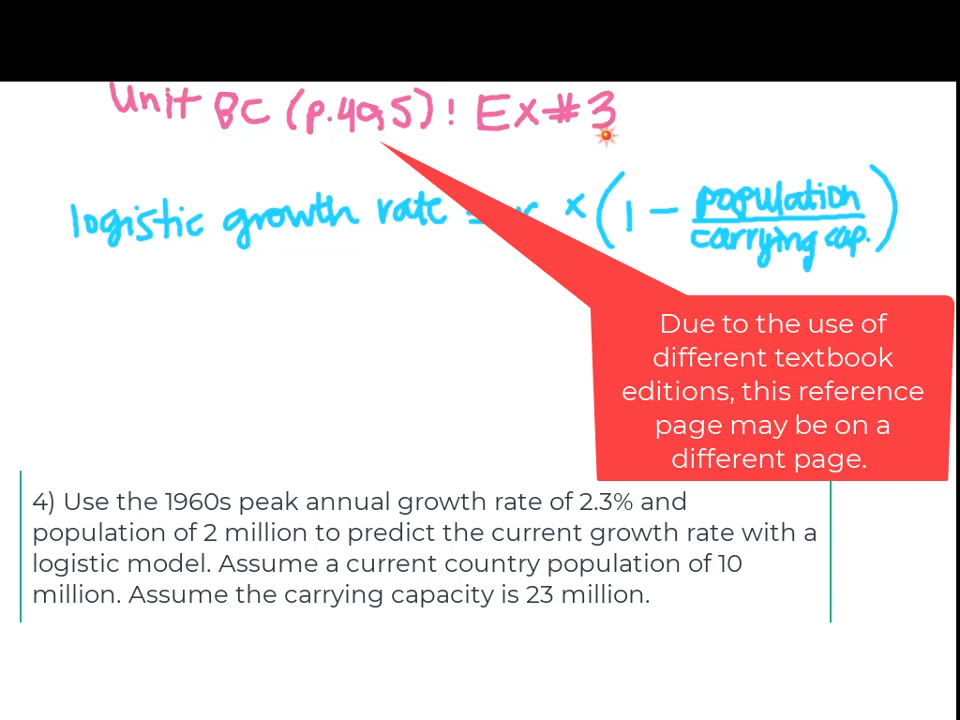 Unit 8C (p.495)! Ex#3
logistic growth rate = r × (1 - population
carrying cap.)
Due to the use of
different textbook
editions, this reference
page may be on a
different page.
4) Use the 1960s peak annual growth rate of 2.3% and
population of 2 million to predict the current growth rate with a
logistic model. Assume a current country population of 10
million. Assume the carrying capacity is 23 million.